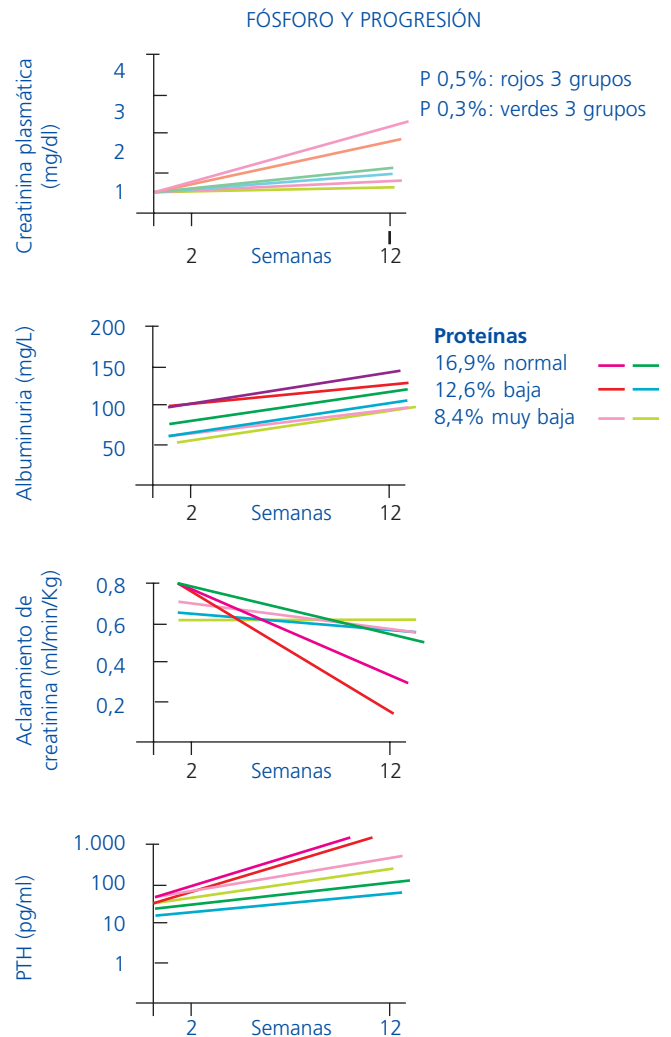 FÓSFORO Y PROGRESIÓN
P 0,5%: rojos 3 grupos
P 0,3%: verdes 3 grupos
Creatinina plasmática
(mg/dl)
4
3
2
1
2
Semanas
12
Albuminuria (mg/L)
200
150
100
50
2
Semanas
12
Proteínas
16,9% normal
12,6% baja
8,4% muy baja
Aclaramiento de
creatinina (ml/min/Kg)
0,8
0,6
0,4
0,2
2
Semanas
12
PTH (pg/ml)
1.000
100
10
1
2
Semanas
12